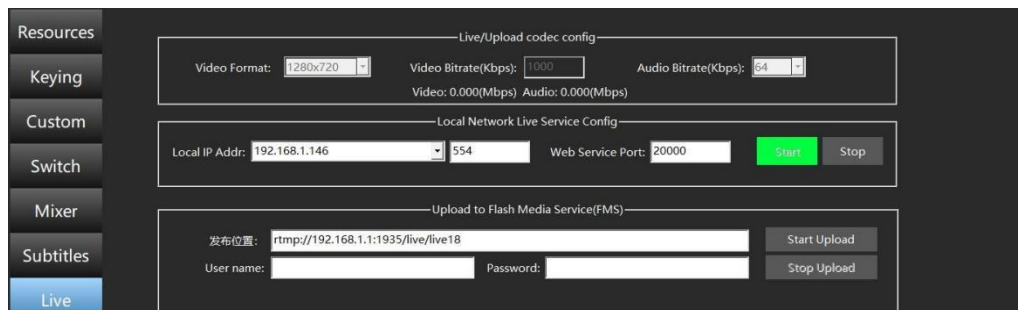 Resources
Keying
Custom
Switch
Mixer
Subtitles
Live
Live/Upload codec config
Video Format: 1280x720 Video Bitrate(Kbps): 1000 Audio Bitrate(Kbps): 64
Video: 0.000(Mbps) Audio: 0.000(Mbps)
Local Network Live Service Config
Local IP Addr: 192.168.1.146 554 Web Service Port: 20000 Start Stop
Upload to Flash Media Service(FMS)
发布位置: rtmp://192.168.1.1:1935/live/live18 Start Upload
User name: Password: Stop Upload